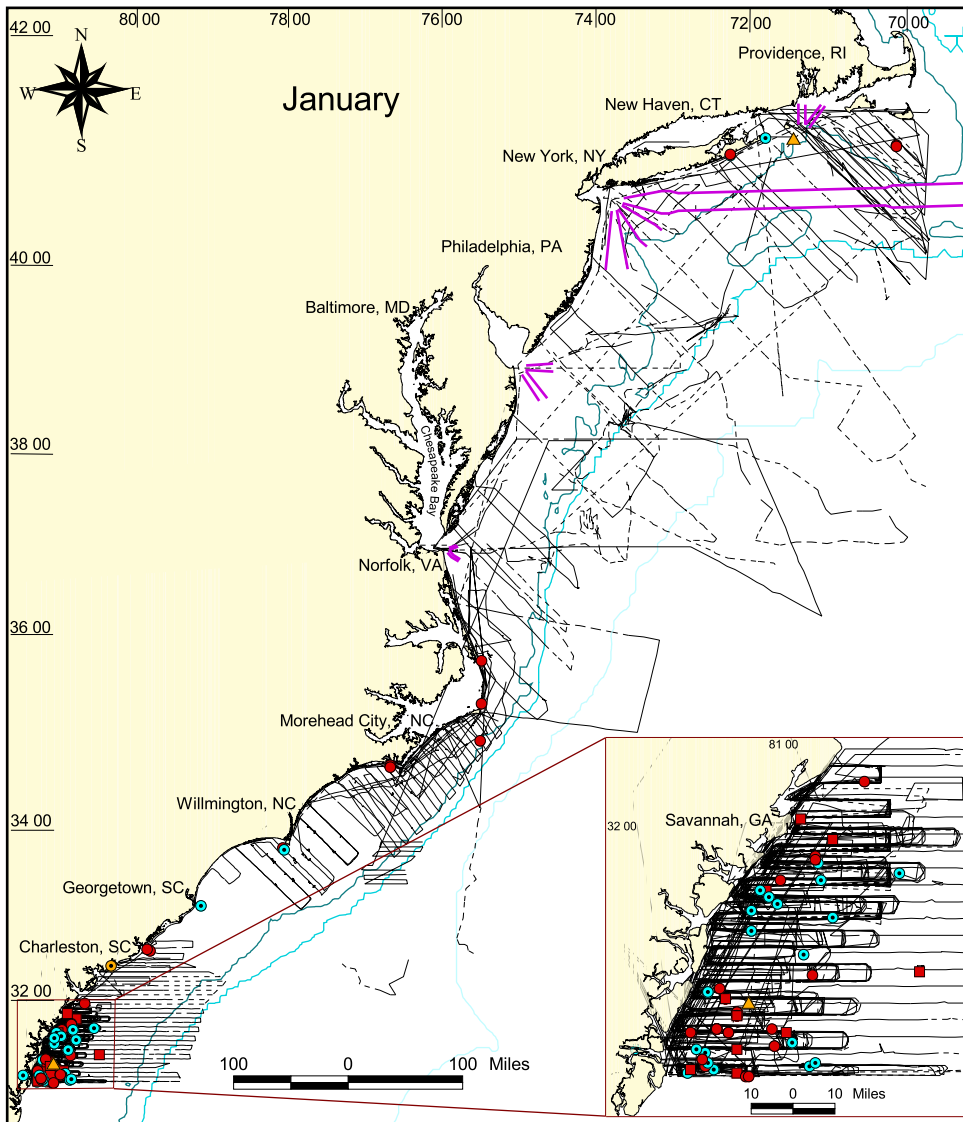 80 00 78 00 76 00 74 00 72 00 70 00
42 00
N
W E
S
January
Providence, RI
New Haven, CT
New York, NY
40 00
Philadelphia, PA
Baltimore, MD
38 00
Chesapeake Bay
Norfolk, VA
36 00
Morehead City, NC
Willmington, NC
34 00
Georgetown, SC
Charleston, SC
32 00
100 0 100 Miles
81 00
32 00
Savannah, GA
10 0 10 Miles